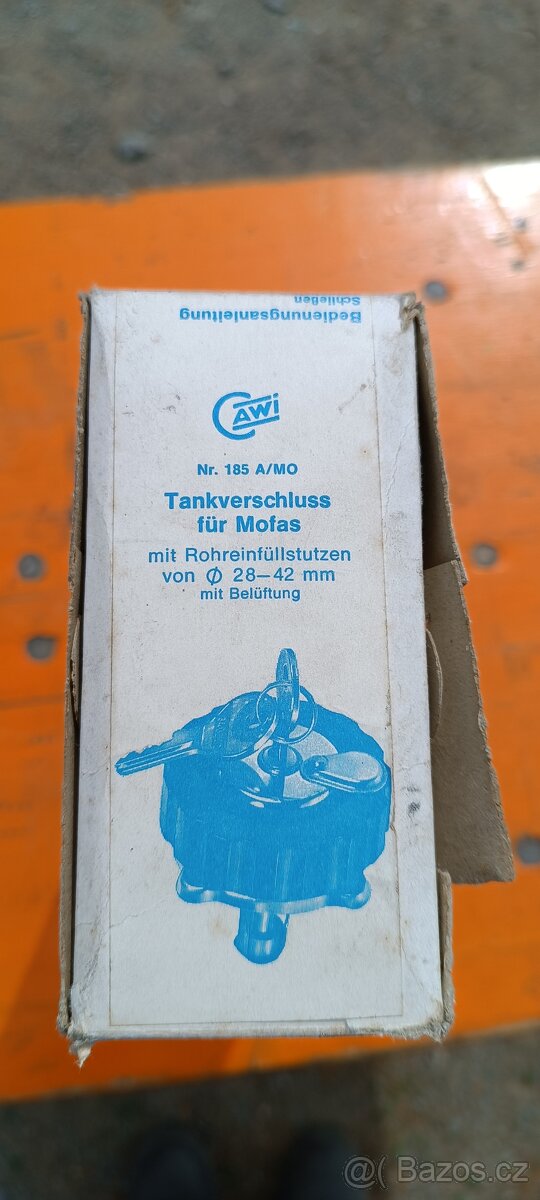 Schließen
Bedienungsanleitung
CAWI
Nr. 185 A/MO
Tankverschluss
für Mofas
mit Rohreinfüllstutzen
von Ø 28—42 mm
mit Belüftung
Bazos.cz